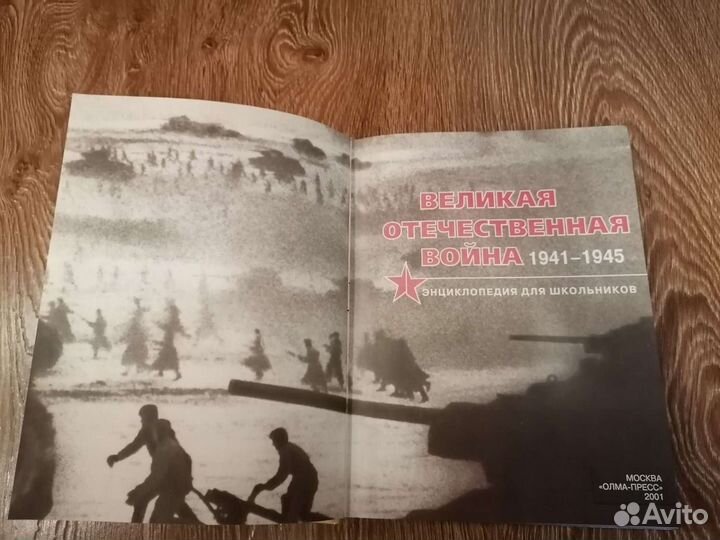 ВЕЛИКАЯ
ОТЕЧЕСТВЕННАЯ
ВОЙНА 1941–1945
ЭНЦИКЛОПЕДИЯ ДЛЯ ШКОЛЬНИКОВ
МОСКВА
«ОЛМА-ПРЕСС»
2001
Avito